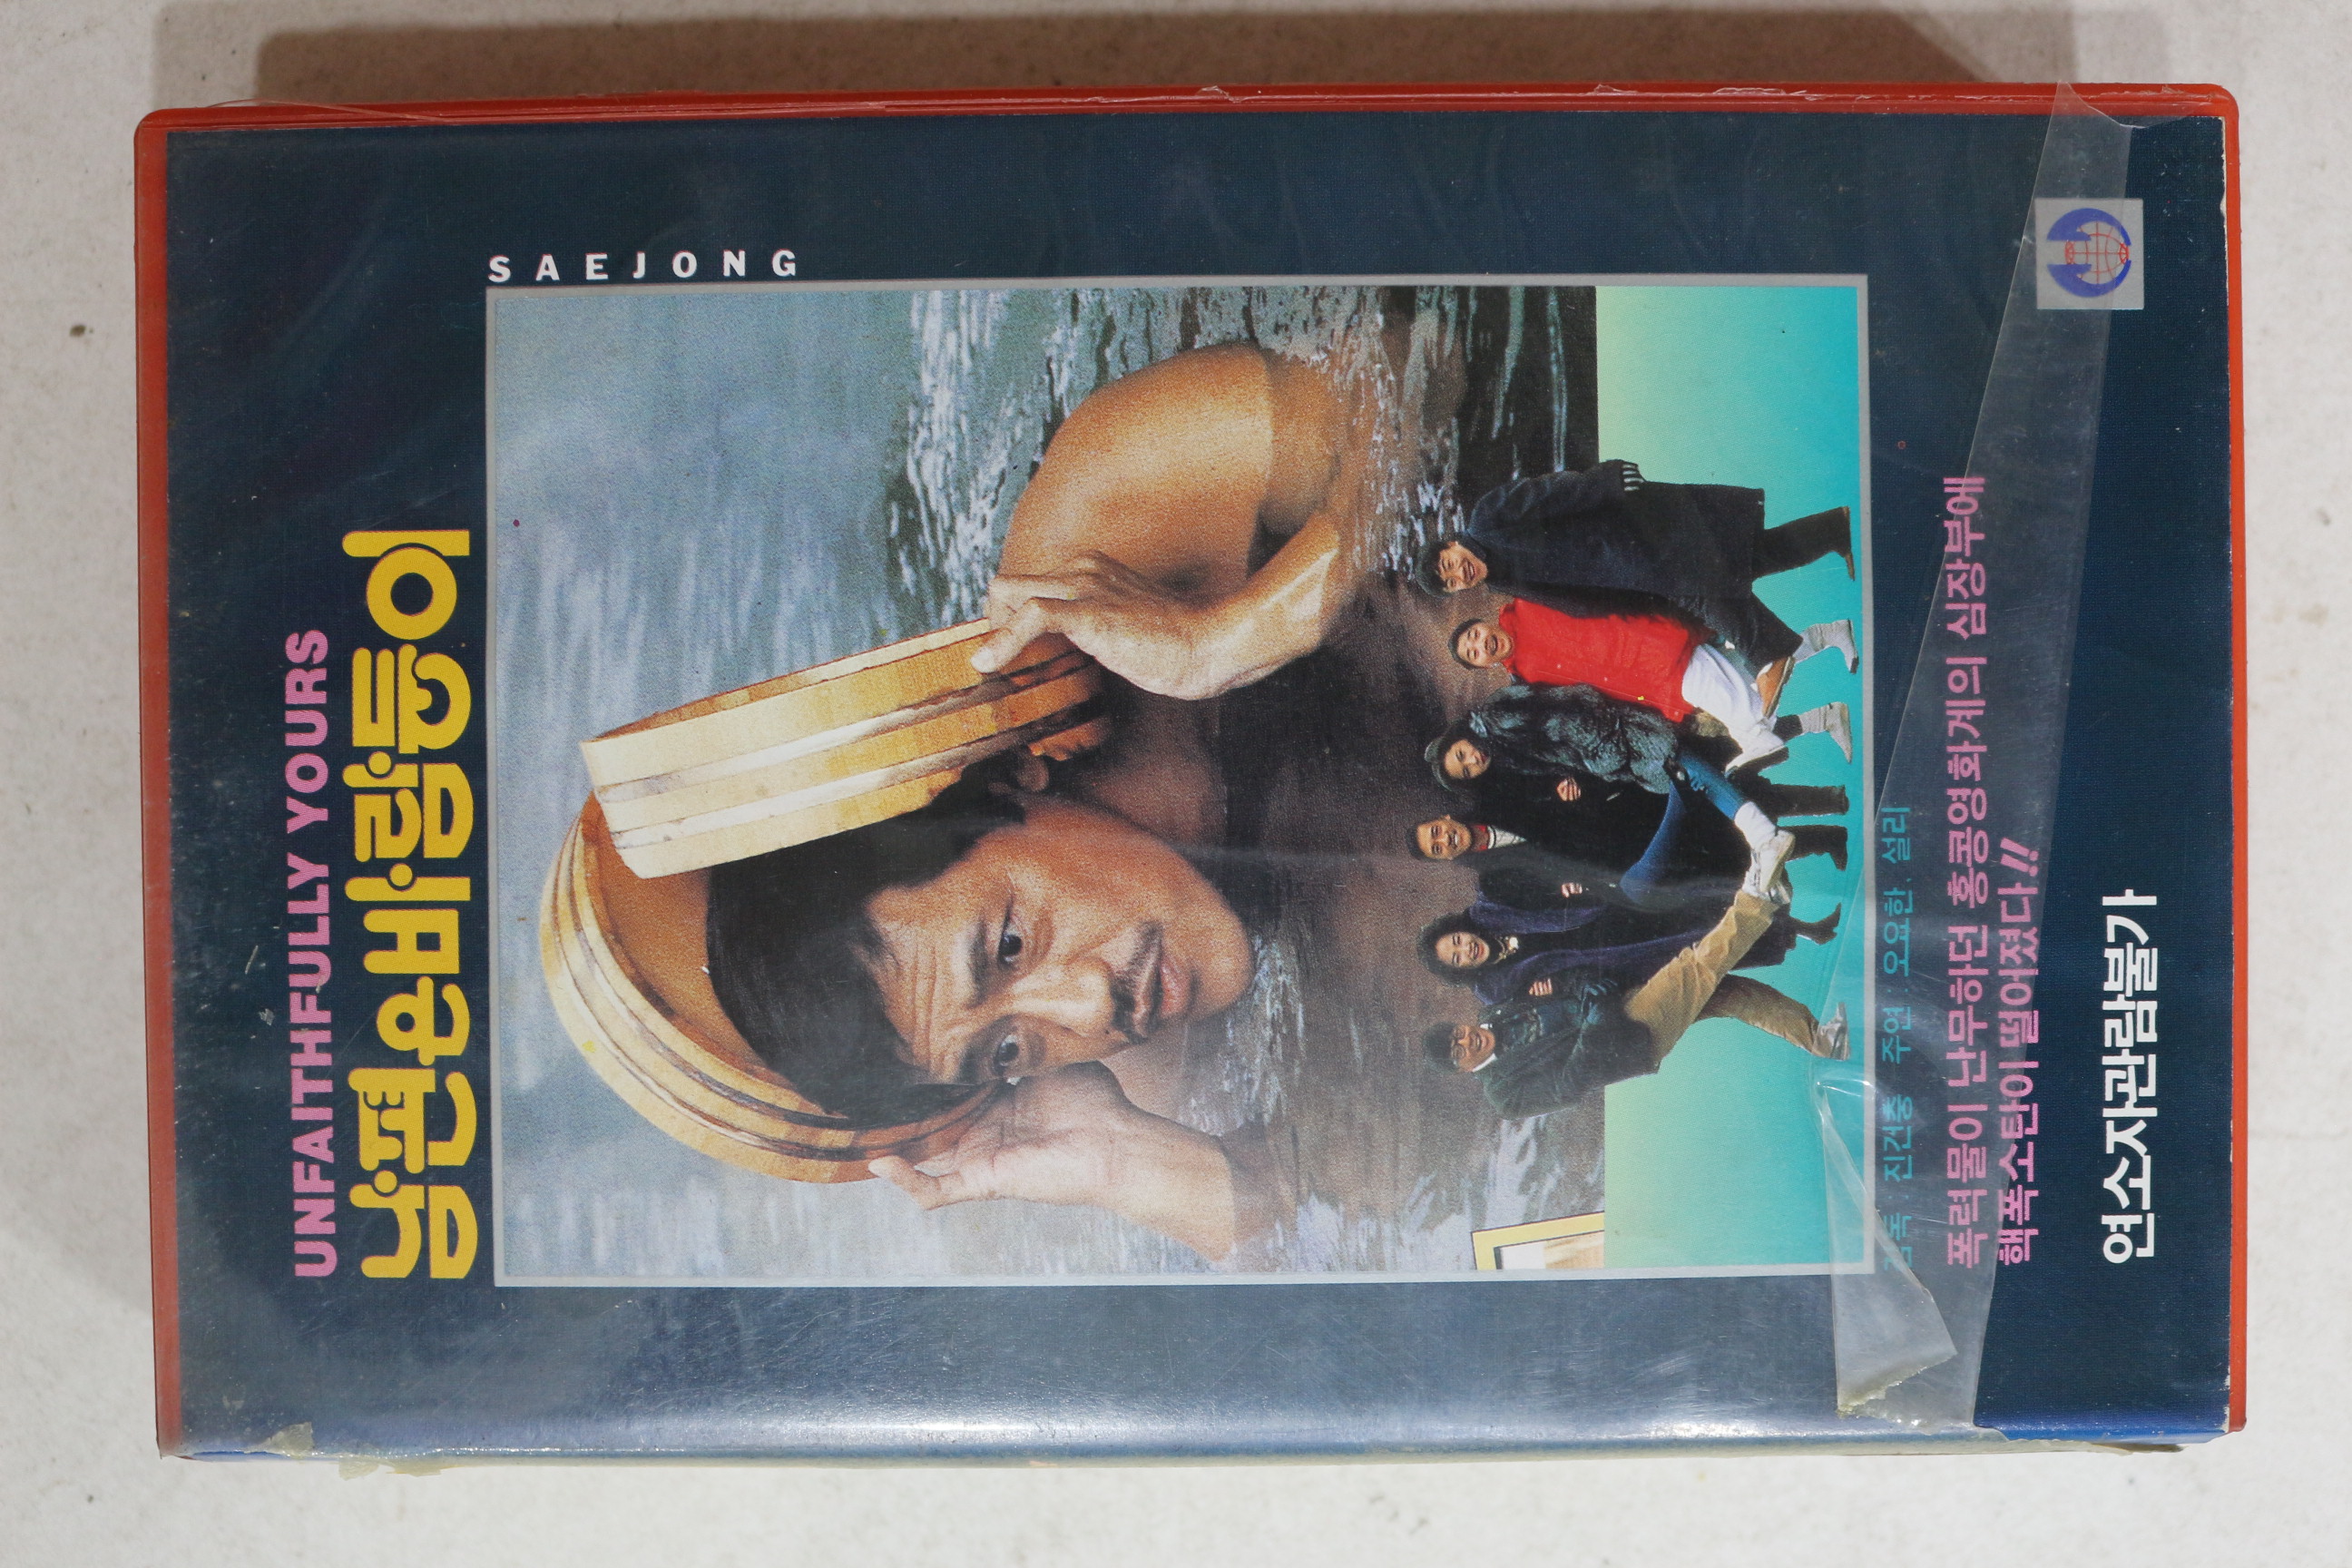 UNFAITHFULLY YOURS
남편은바람둥이
SAEJONG
감독 . 진건충 주연 . 오요한 . 설리
폭력물이 난무하던 홍콩영화계의 심장부에
핵폭소탄이 떨어졌다!!
연소자관람불가